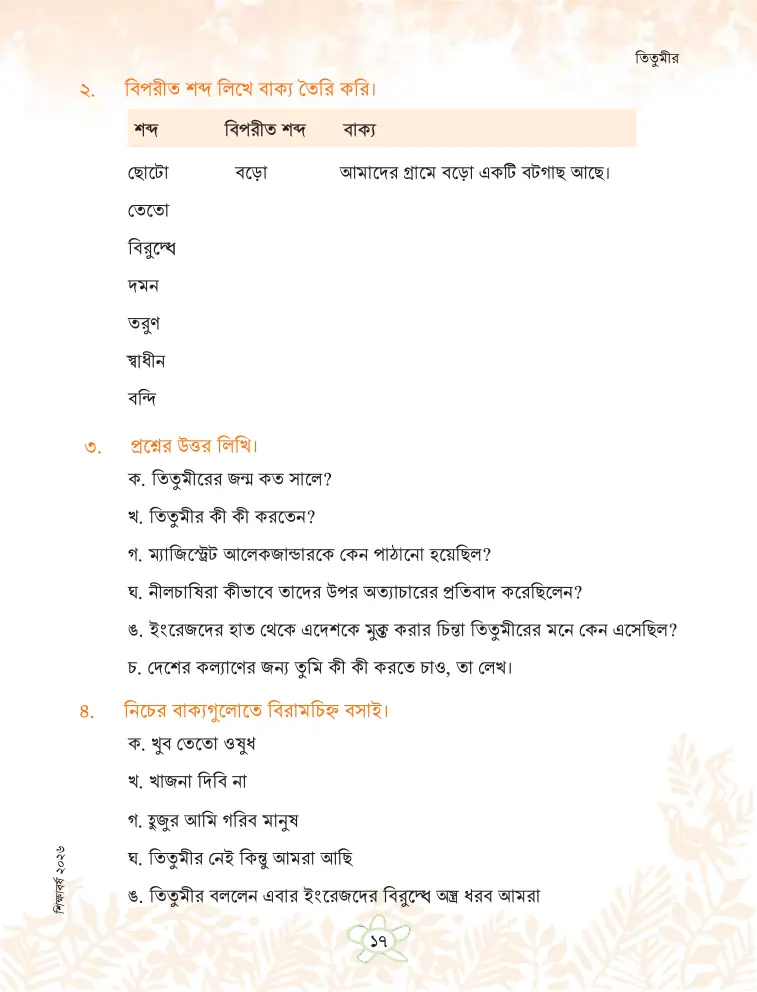 তিতুমীর
২. বিপরীত শব্দ লিখে বাক্য তৈরি করি।
শব্দ বিপরীত শব্দ বাক্য
ছোটো বড়ো আমাদের গ্রামে বড়ো একটি বটগাছ আছে।
তেতো
বিরুদ্ধে
দমন
তরুণ
স্বাধীন
বন্দি
৩. প্রশ্নের উত্তর লিখি।
ক. তিতুমীরের জন্ম কত সালে?
খ. তিতুমীর কী কী করতেন?
গ. ম্যাজিস্ট্রেট আলেকজান্ডারকে কেন পাঠানো হয়েছিল?
ঘ. নীলচাষিরা কীভাবে তাদের উপর অত্যাচারের প্রতিবাদ করেছিলেন?
ঙ. ইংরেজদের হাত থেকে এদেশকে মুক্ত করার চিন্তা তিতুমীরের মনে কেন এসেছিল?
চ. দেশের কল্যাণের জন্য তুমি কী কী করতে চাও, তা লেখ।
৪. নিচের বাক্যগুলোতে বিরামচিহ্ন বসাই।
ক. খুব তেতো ওষুধ
খ. খাজনা দিবি না
গ. হুজুর আমি গরিব মানুষ
ঘ. তিতুমীর নেই কিন্তু আমরা আছি
ঙ. তিতুমীর বললেন এবার ইংরেজদের বিরুদ্ধে অস্ত্র ধরব আমরা
শিক্ষাবর্ষ ২০২৬
১৭